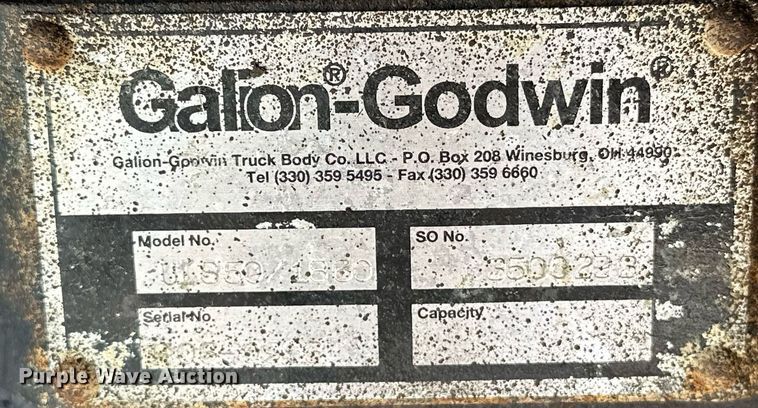 Galion®-Godwin®
Galion-Godwin Truck Body Co. LLC - P.O. Box 208 Winesburg, OH 44990
Tel (330) 359 5495 - Fax (330) 359 6660
Model No. SO No.
Serial No. Capacity
Purple Wave Auction